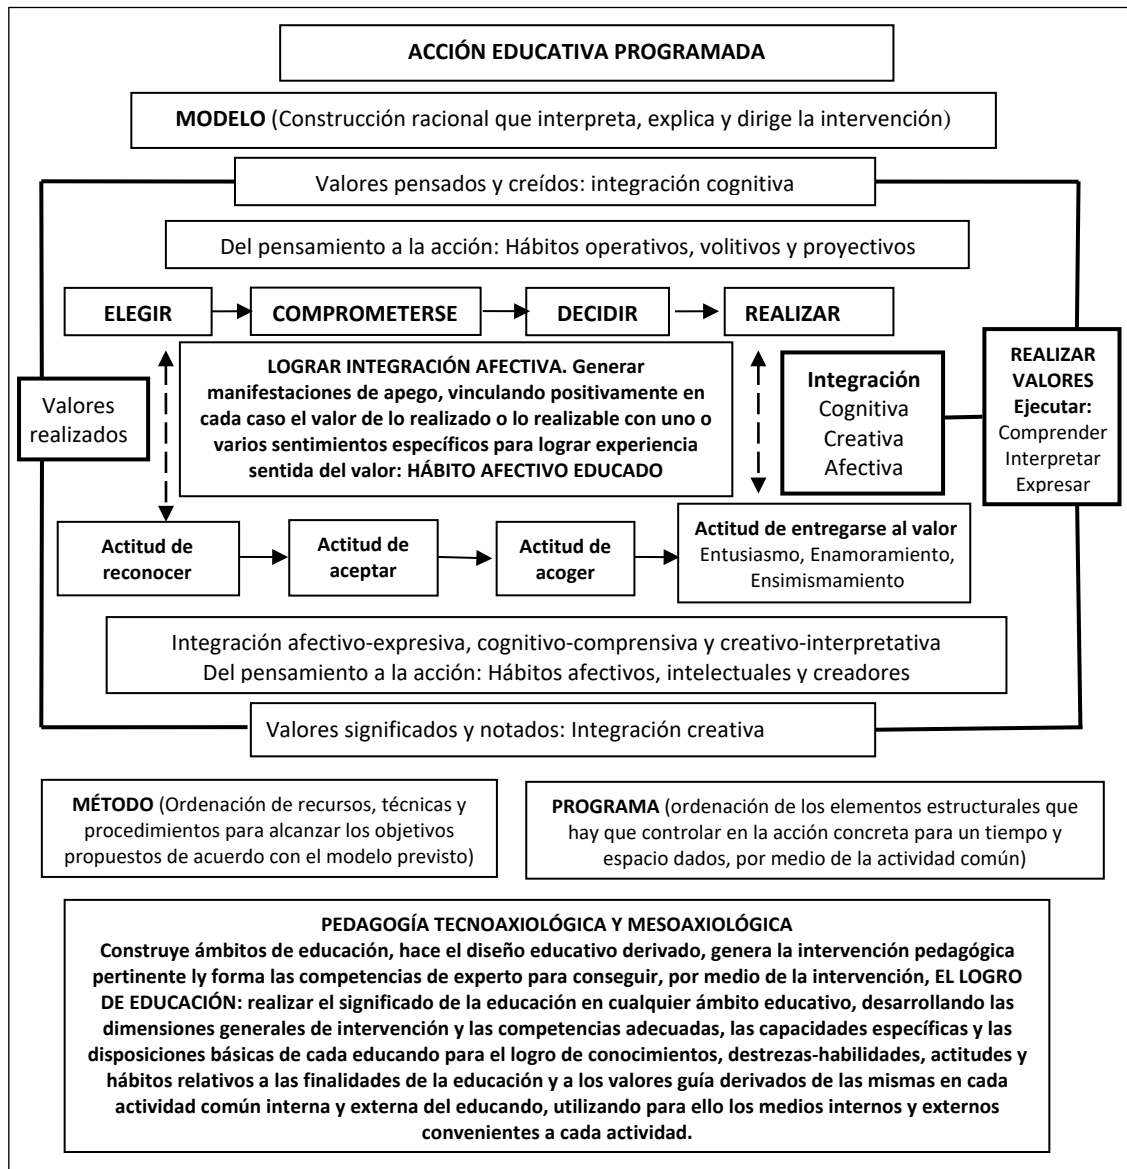 ACCIÓN EDUCATIVA PROGRAMADA
MODELO (Construcción racional que interpreta, explica y dirige la intervención)
Valores pensados y creídos: integración cognitiva
Del pensamiento a la acción: Hábitos operativos, volitivos y proyectivos
ELEGIR
COMPROMETERSE
DECIDIR
REALIZAR
Valores
realizados
LOGRAR INTEGRACIÓN AFECTIVA. Generar
manifestaciones de apego, vinculando positivamente en
cada caso el valor de lo realizado o lo realizable con uno o
varios sentimientos específicos para lograr experiencia
sentida del valor: HÁBITO AFECTIVO EDUCADO
Integración
Cognitiva
Creativa
Afectiva
REALIZAR
VALORES
Ejecutar:
Comprender
Interpretar
Expresar
Actitud de
reconocer
Actitud de
aceptar
Actitud de
acoger
Actitud de entregarse al valor
Entusiasmo, Enamoramiento,
Ensimismamiento
Integración afectivo-expresiva, cognitivo-comprensiva y creativo-interpretativa
Del pensamiento a la acción: Hábitos afectivos, intelectuales y creadores
Valores significados y notados: Integración creativa
MÉTODO (Ordenación de recursos, técnicas y
procedimientos para alcanzar los objetivos
propuestos de acuerdo con el modelo previsto)
PROGRAMA (ordenación de los elementos estructurales que
hay que controlar en la acción concreta para un tiempo y
espacio dados, por medio de la actividad común)
PEDAGOGÍA TECNOAXIOLÓGICA Y MESOAXIOLÓGICA
Construye ámbitos de educación, hace el diseño educativo derivado, genera la intervención pedagógica
pertinente ly forma las competencias de experto para conseguir, por medio de la intervención, EL LOGRO
DE EDUCACIÓN: realizar el significado de la educación en cualquier ámbito educativo, desarrollando las
dimensiones generales de intervención y las competencias adecuadas, las capacidades específicas y las
disposiciones básicas de cada educando para el logro de conocimientos, destrezas-habilidades, actitudes y
hábitos relativos a las finalidades de la educación y a los valores guía derivados de las mismas en cada
actividad común interna y externa del educando, utilizando para ello los medios internos y externos
convenientes a cada actividad.